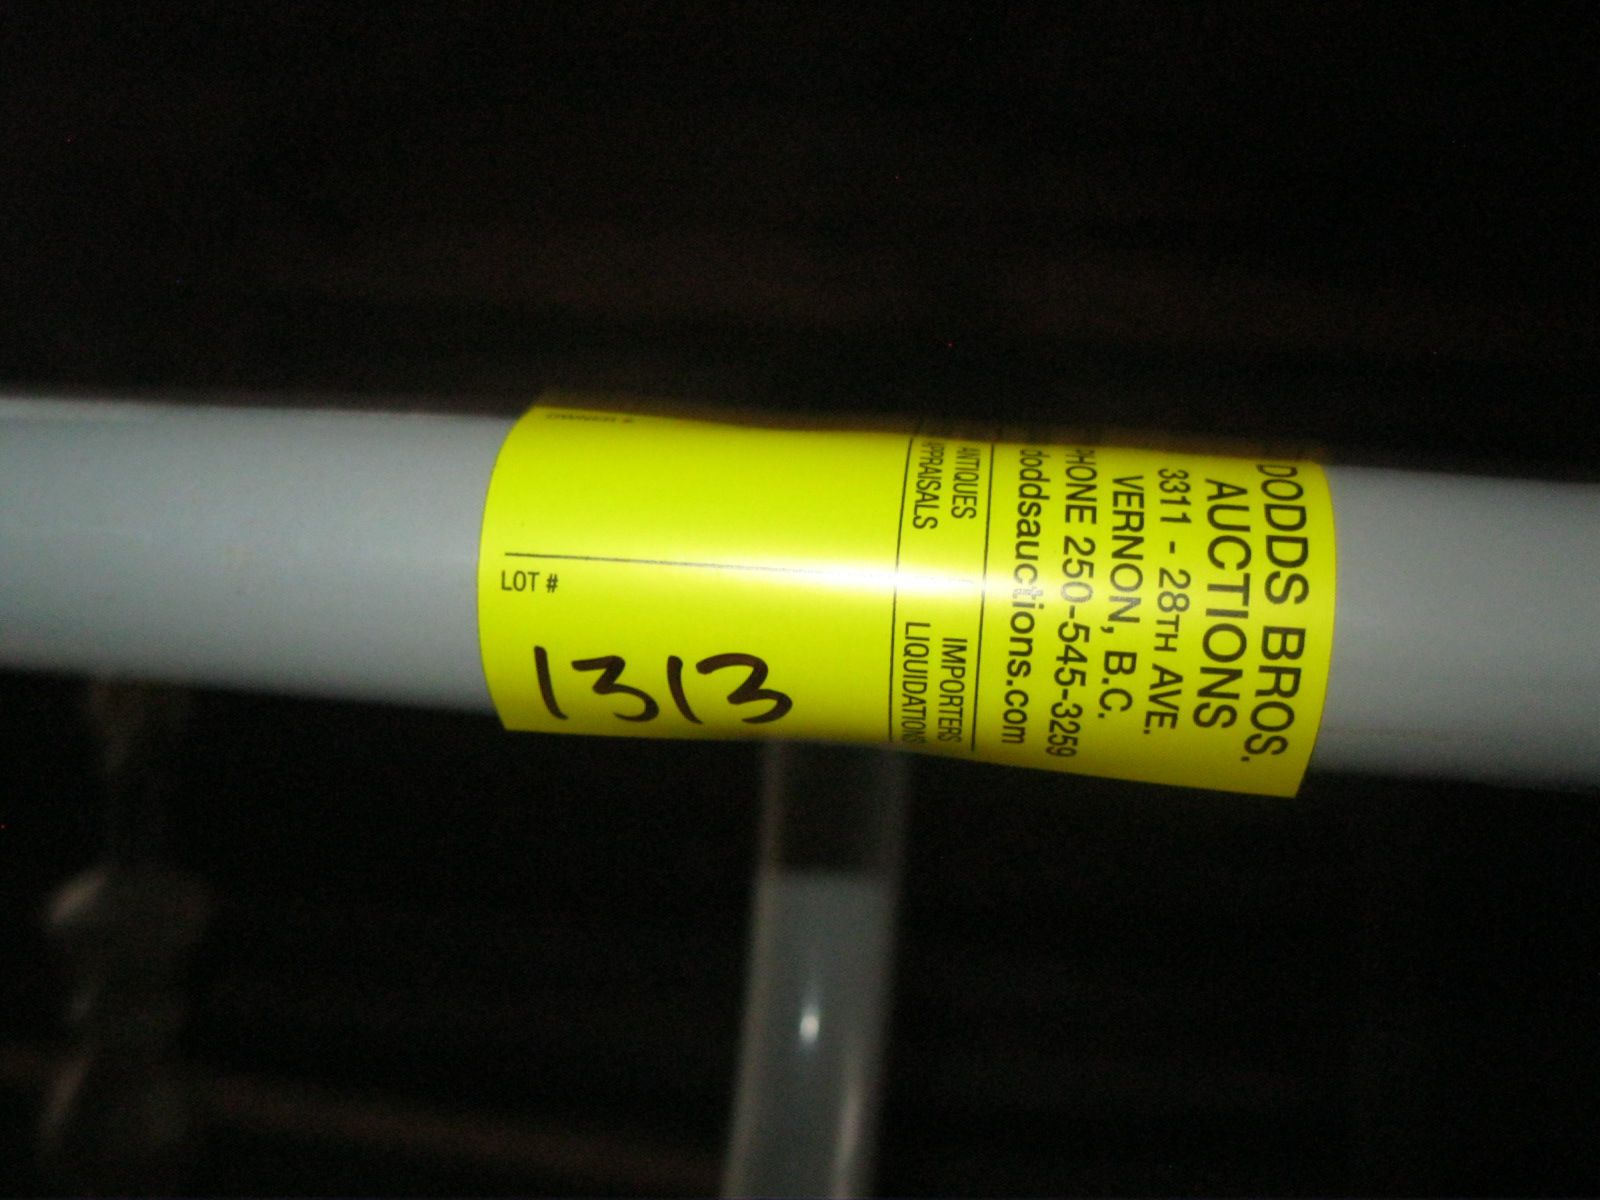 DODDS BROS.
AUCTIONS
3311 - 28TH AVE.
VERNON, B.C.
PHONE 250-545-3259
doddsauctions.com
ANTIQUES
IMPORTERS
APPRAISALS
LIQUIDATIONS
OWNER #
LOT #
1313